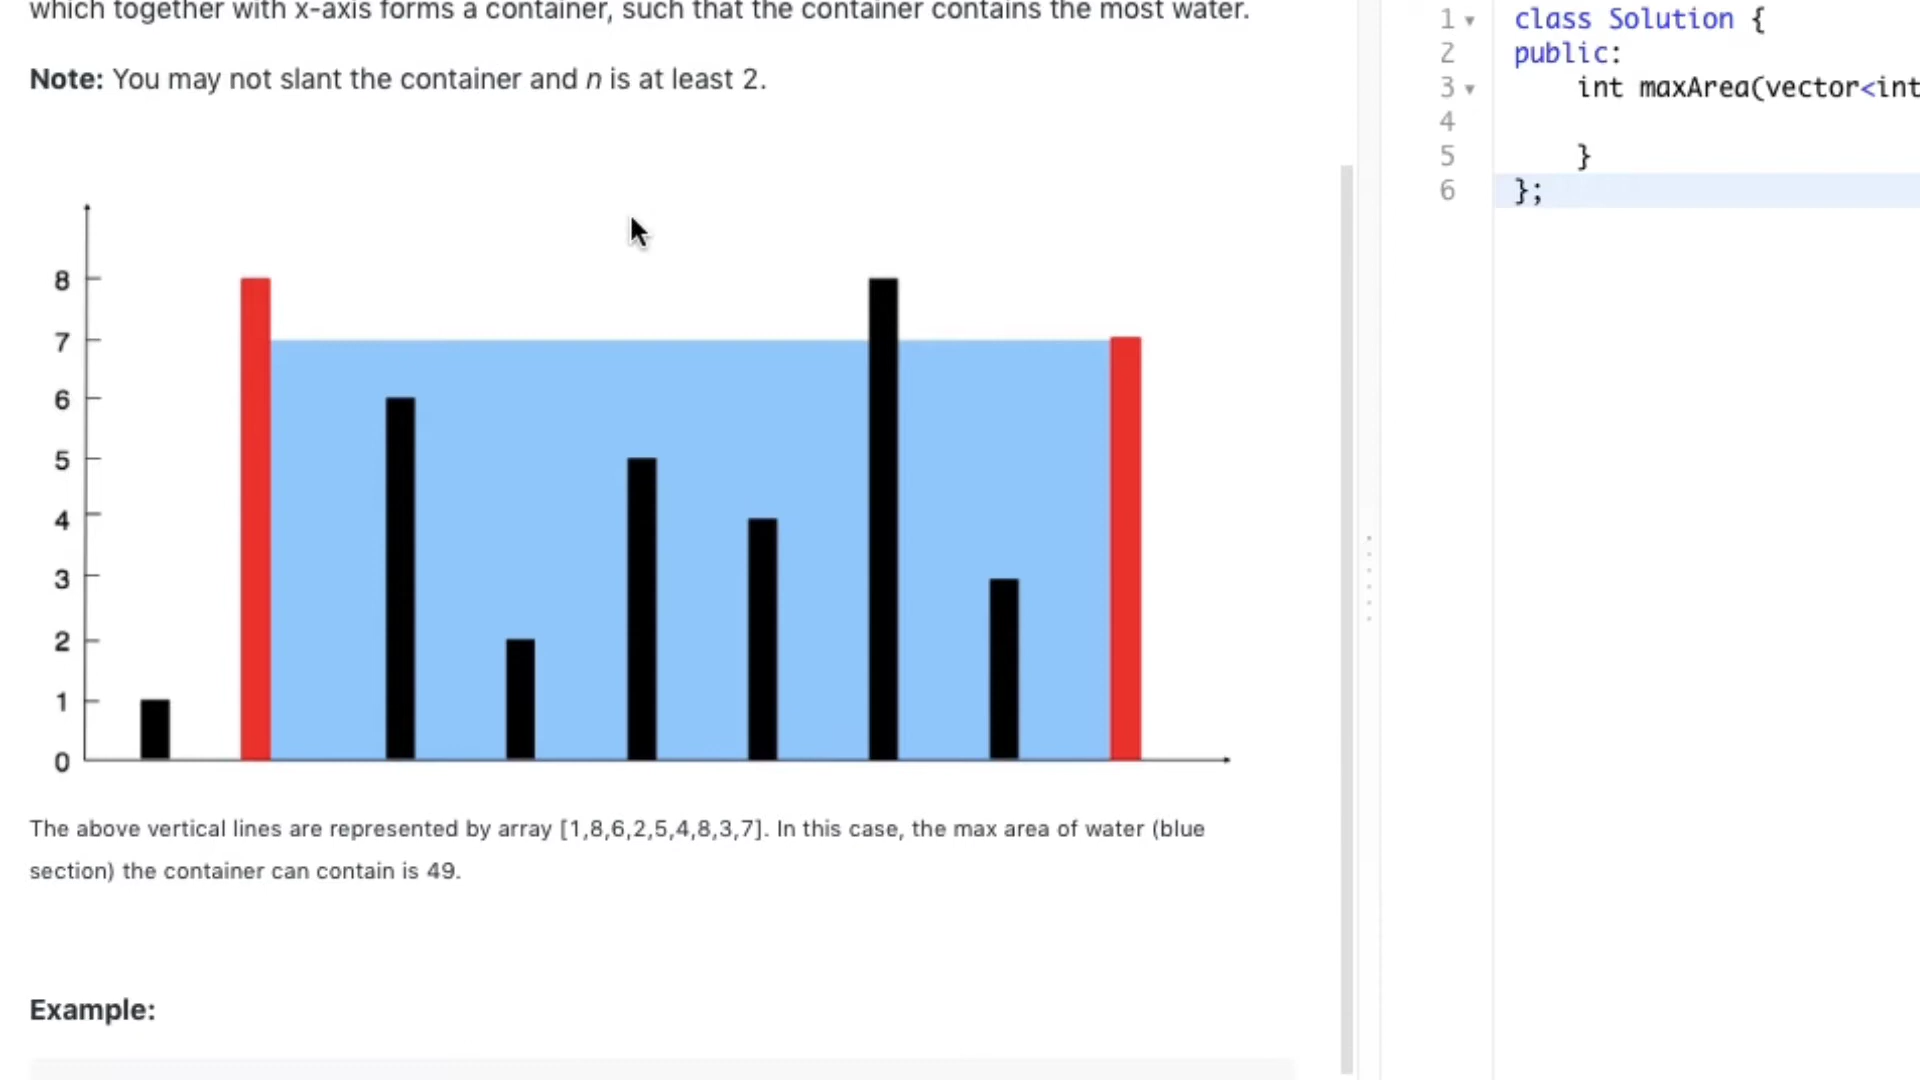 which together with x-axis forms a container, such that the container contains the most water.
Note: You may not slant the container and n is at least 2.
8
7
6
5
4
3
2
1
0
The above vertical lines are represented by array [1,8,6,2,5,4,8,3,7]. In this case, the max area of water (blue
section) the container can contain is 49.
Example:
1 class Solution {
2 public:
3 int maxArea(vector<int
4
5 }
6 };